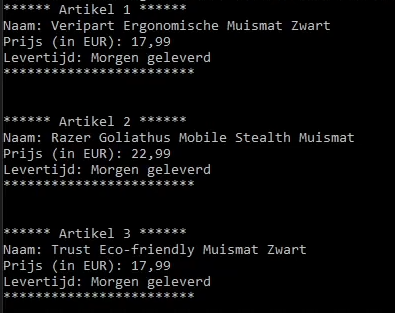 ****** Artikel 1 ******
Naam: Veripart Ergonomische Muismat Zwart
Prijs (in EUR): 17,99
Levertijd: Morgen geleverd
************************
****** Artikel 2 ******
Naam: Razer Goliathus Mobile Stealth Muismat
Prijs (in EUR): 22,99
Levertijd: Morgen geleverd
************************
****** Artikel 3 ******
Naam: Trust Eco-friendly Muismat Zwart
Prijs (in EUR): 17,99
Levertijd: Morgen geleverd
************************